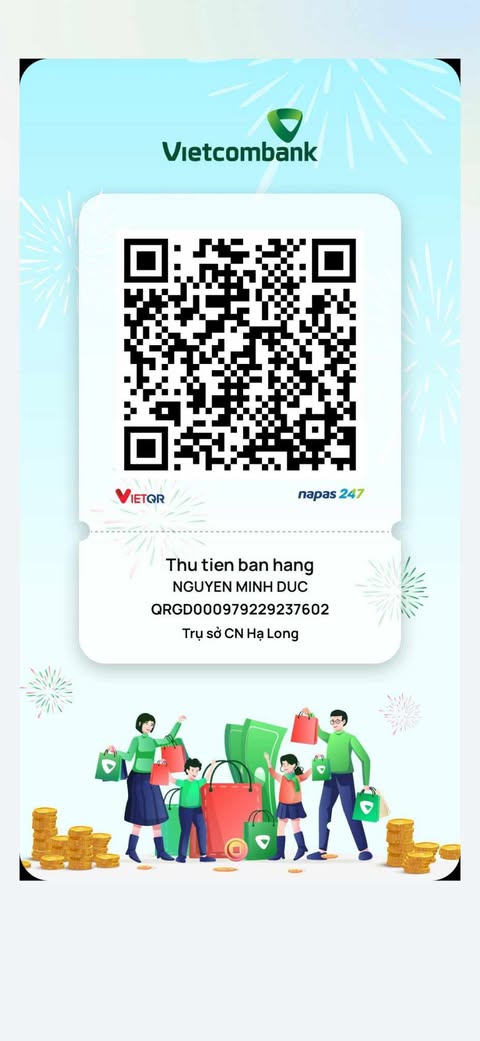 Vietcombank
VIETQR
napas 247
Thu tien ban hang
NGUYEN MINH DUC
QRGD000979229237602
Trụ sở CN Hạ Long